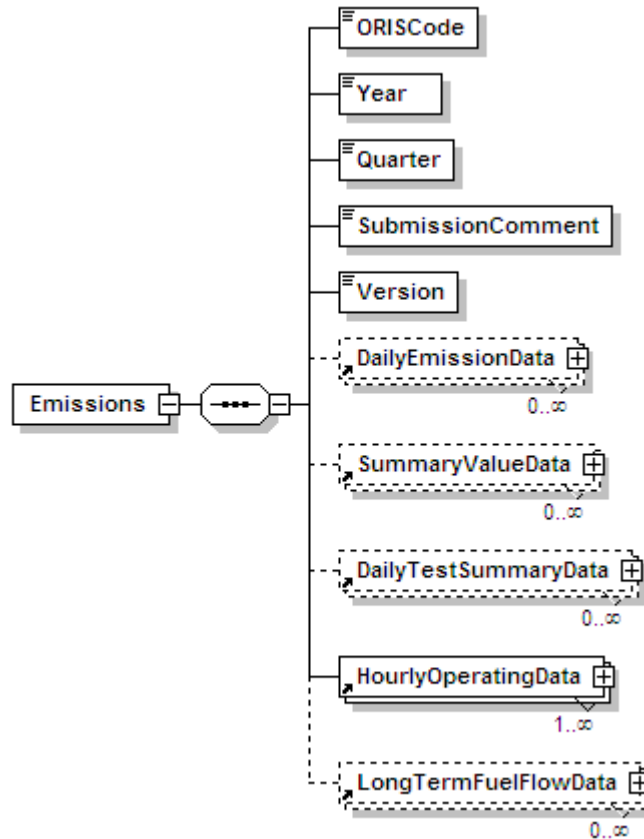 ORISCode
Year
Quarter
SubmissionComment
Version
DailyEmissionData
0..∞
Emissions
SummaryValueData
0..∞
DailyTestSummaryData
0..∞
HourlyOperatingData
1..∞
LongTermFuelFlowData
0..∞